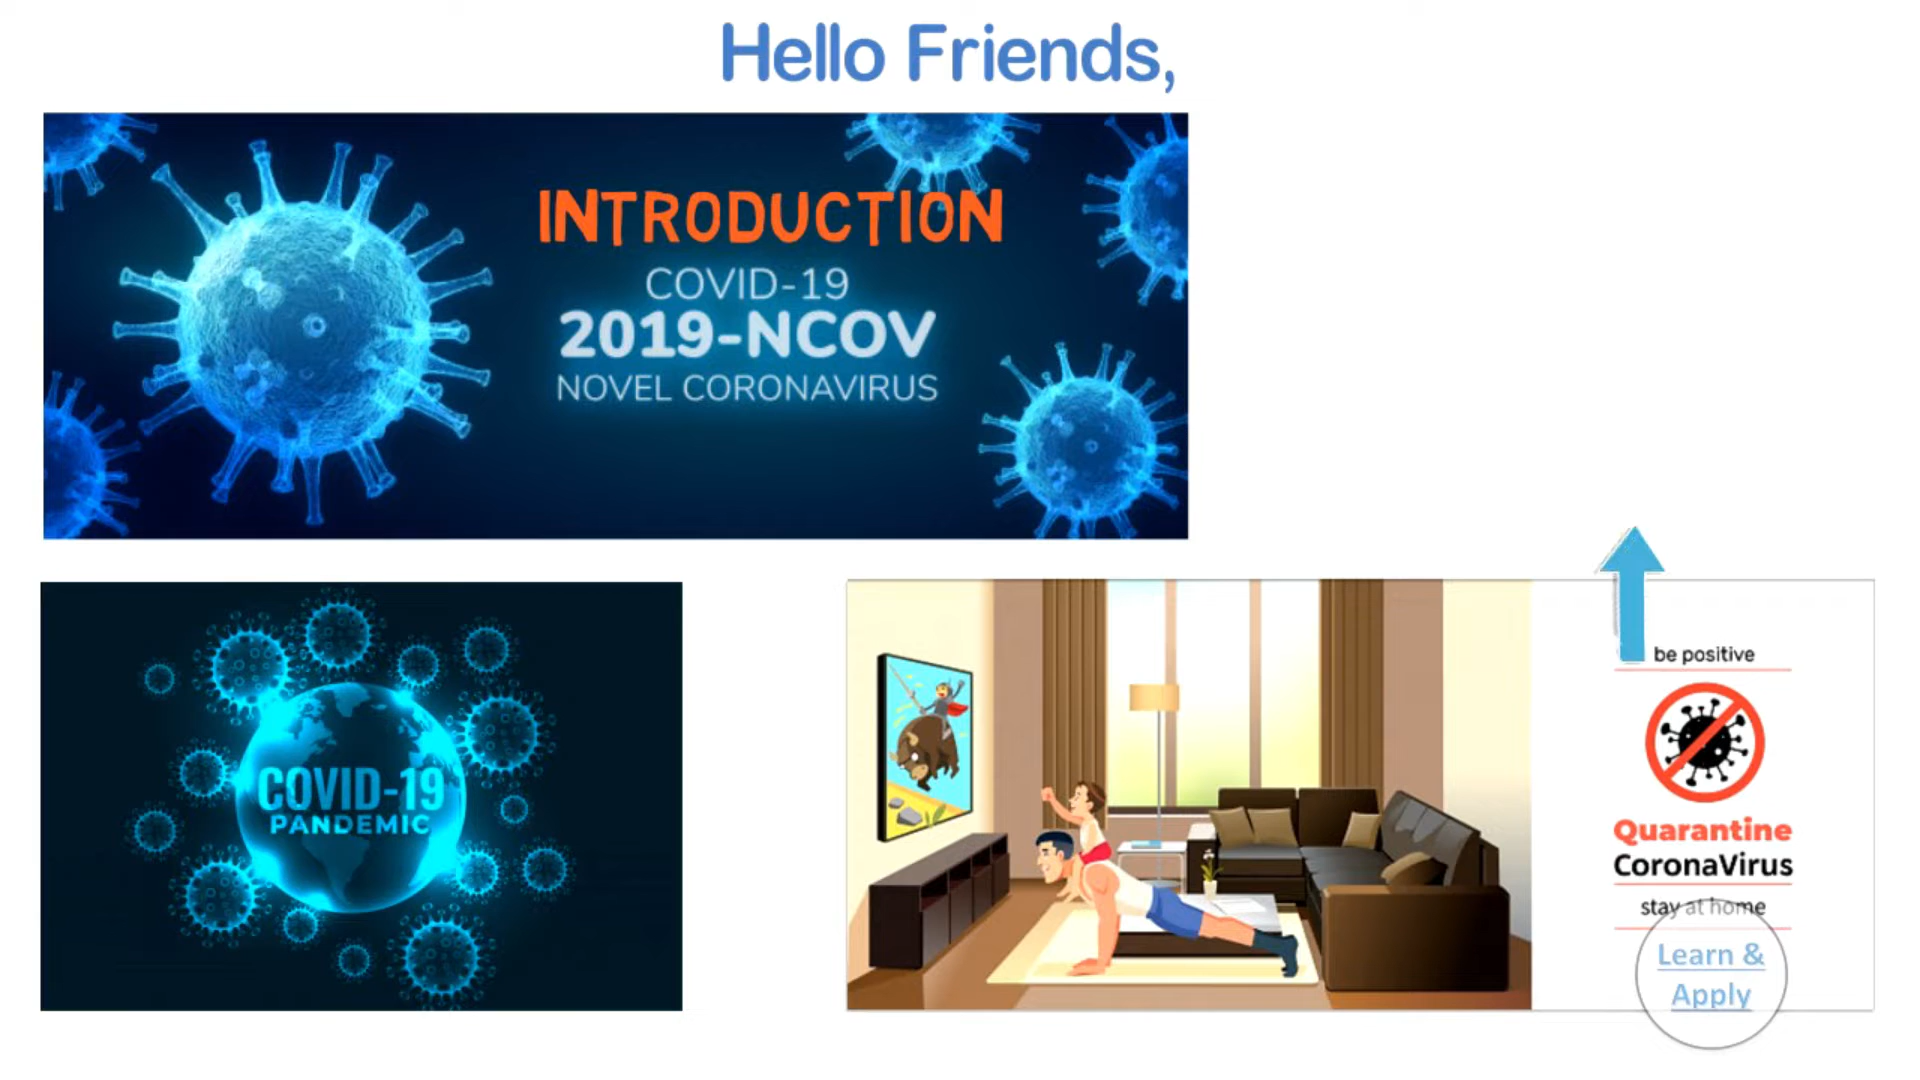 Hello Friends,
INTRODUCTION
COVID-19
2019-NCOV
NOVEL CORONAVIRUS
COVID-19
PANDEMIC
be positive
Quarantine
CoronaVirus
stay at home
Learn &
Apply